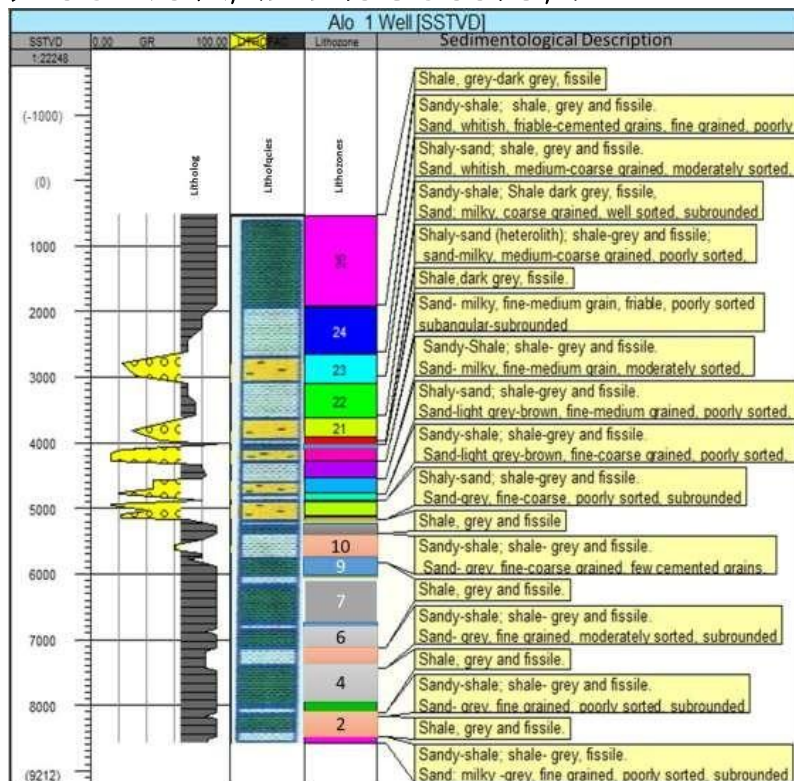 Alo 1 Well [SSTVD]
SSTVD 0.00 GR 100.00 Lithozone Sedimentological Description
1:22248
Litholog
Lithofqcles
Lithozones
(-1000)
(0)
1000
2000
3000
4000
5000
6000
7000
8000
(9212)
24
23
22
21
10
9
7
6
4
2
Shale, grey-dark grey, fissile
Sandy-shale; shale, grey and fissile.
Sand, whitish, friable-cemented grains, fine grained, poorly
Shaly-sand; shale, grey and fissile.
Sand, whitish, medium-coarse grained, moderately sorted,
Sandy-shale; Shale dark grey, fissile,
Sand; milky, coarse grained, well sorted, subrounded
Shaly-sand (heterolith); shale-grey and fissile;
sand-milky, medium-coarse grained, poorly sorted,
Shale,dark grey, fissile.
Sand- milky, fine-medium grain, friable, poorly sorted
subangular-subrounded
Sandy-Shale; shale- grey and fissile.
Sand- milky, fine-medium grain, moderately sorted,
Shaly-sand; shale-grey and fissile.
Sand-light grey-brown, fine-medium grained, poorly sorted,
Sandy-shale; shale-grey and fissile.
Sand-light grey-brown, fine-coarse grained, poorly sorted,
Shaly-sand; shale-grey and fissile.
Sand-grey, fine-coarse, poorly sorted, subrounded
Shale, grey and fissile
Sandy-shale; shale- grey and fissile.
Sand- grey, fine-coarse grained, few cemented grains,
Shale, grey and fissile.
Sandy-shale; shale- grey and fissile.
Sand- grey, fine grained, moderately sorted, subrounded
Shale, grey and fissile.
Sandy-shale; shale- grey and fissile.
Sand- grey, fine grained, poorly sorted, subrounded
Shale, grey and fissile.
Sandy-shale; shale- grey, fissile.
Sand; milky -grey, fine grained, poorly sorted, subrounded